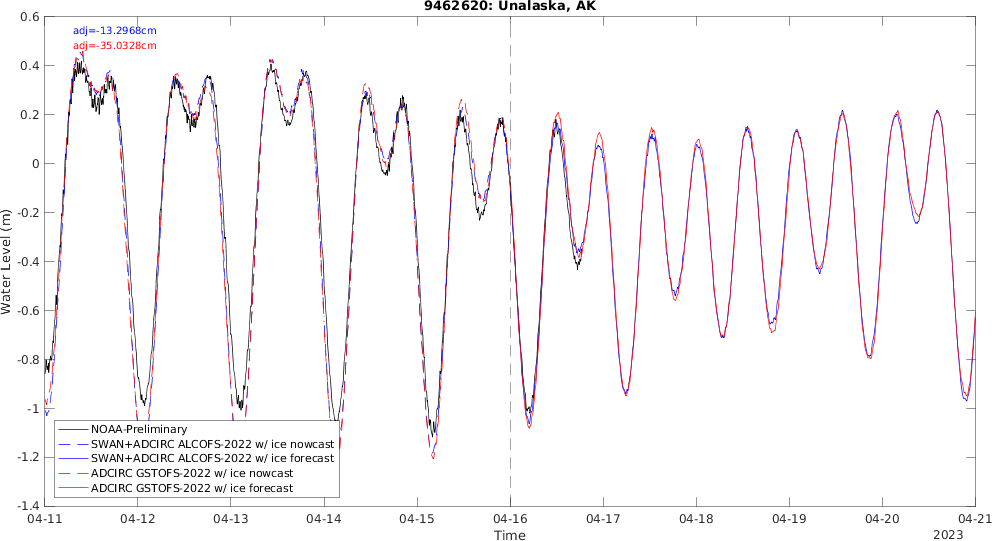 9462620: Unalaska, AK
adj=-13.2968cm
adj=-35.0328cm
Water Level (m)
0.6
0.4
0.2
0
-0.2
-0.4
-0.6
-0.8
-1
-1.2
-1.4
NOAA-Preliminary
SWAN+ADCIRC ALCOFS-2022 w/ ice nowcast
SWAN+ADCIRC ALCOFS-2022 w/ ice forecast
ADCIRC GSTOFS-2022 w/ ice nowcast
ADCIRC GSTOFS-2022 w/ ice forecast
04-11 04-12 04-13 04-14 04-15 04-16 04-17 04-18 04-19 04-20 04-21
Time
2023